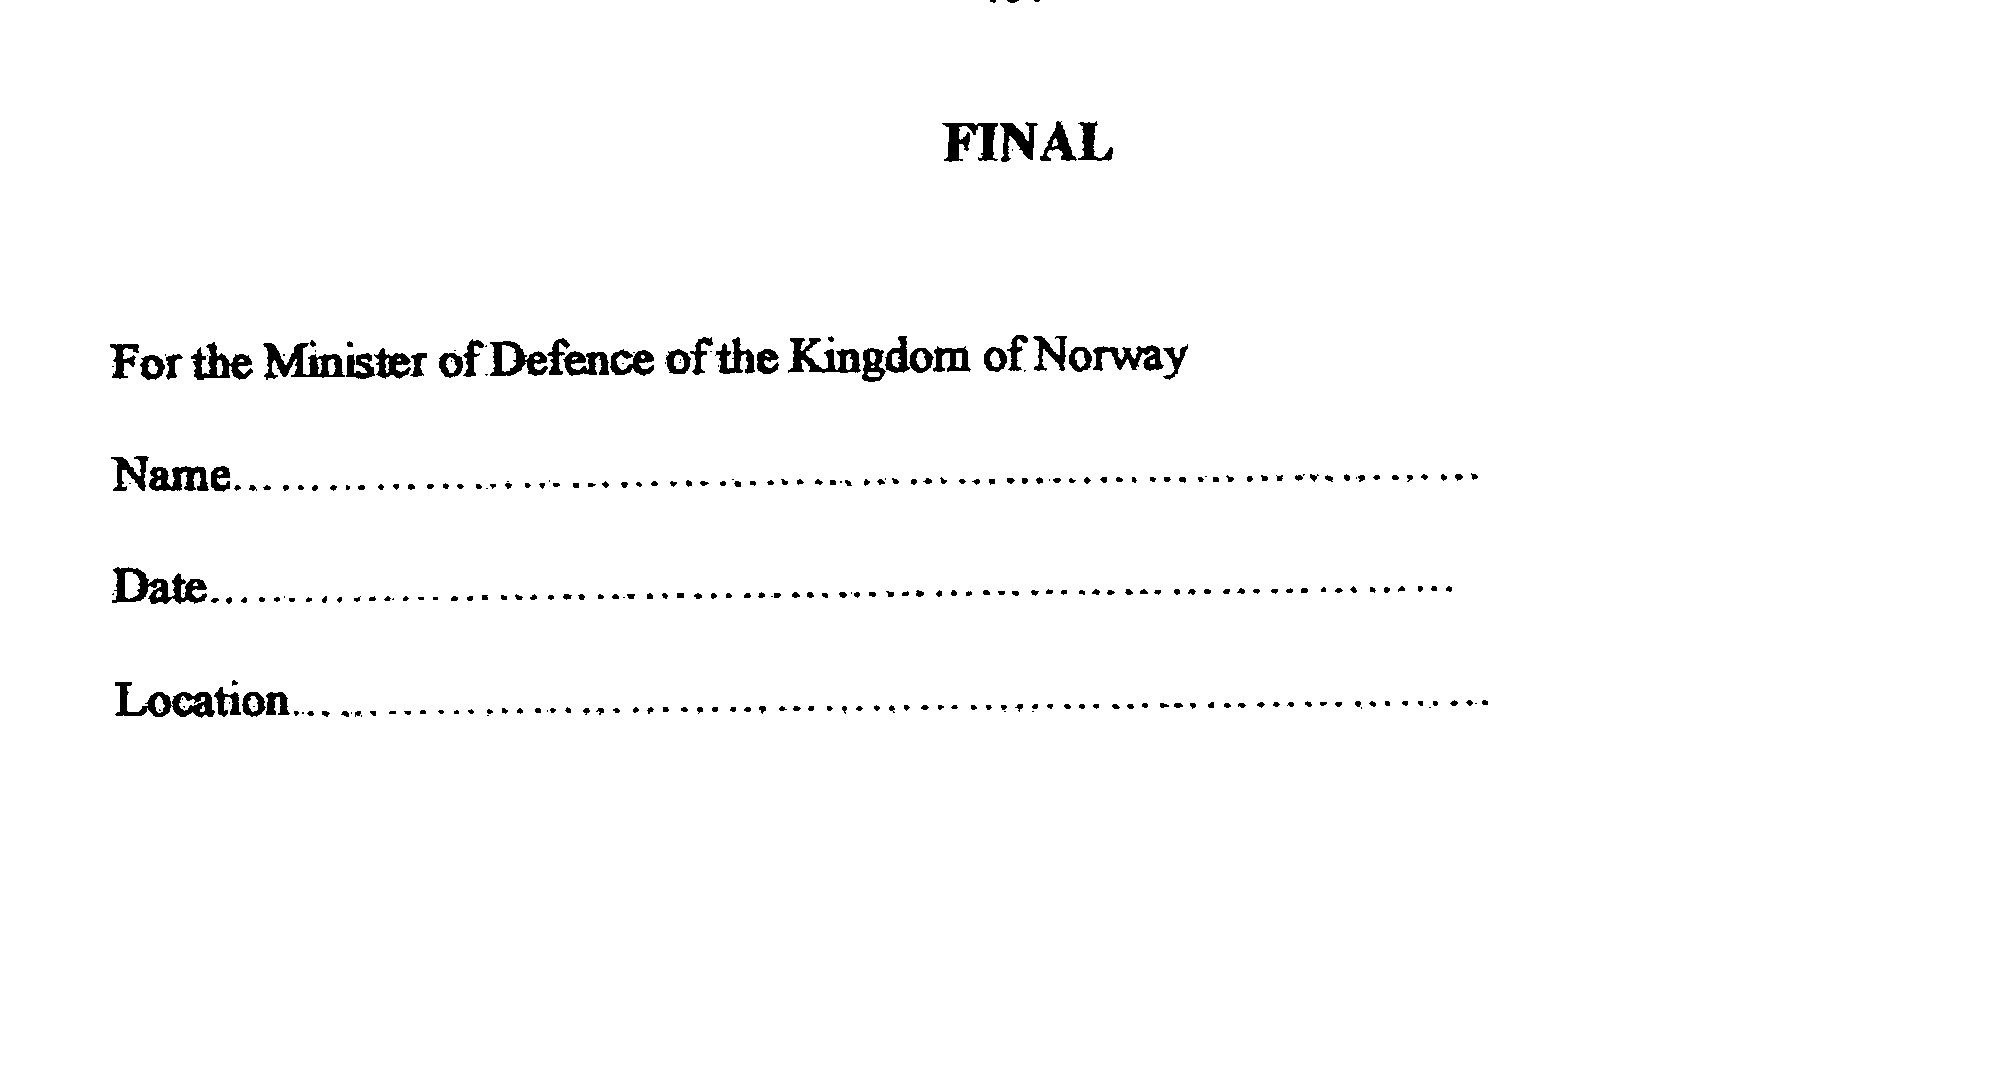 FINAL
For the Minister of Defence of the Kingdom of Norway
Name................................................................................
Date................................................................................
Location.............................................................................